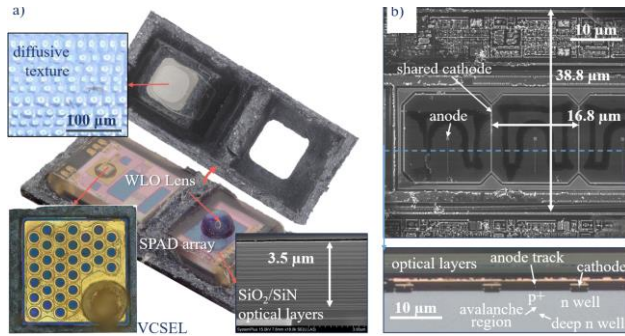 a)
diffusive
texture
100 µm
WLO Lens
SPAD array
VCSEL
3.5 µm
SiO₂/SiN
optical layers
b)
10 µm
shared cathode
38.8 µm
16.8 µm
anode
optical layers
anode track
cathode
10 µm
p+
n well
avalanche
region
deep n well